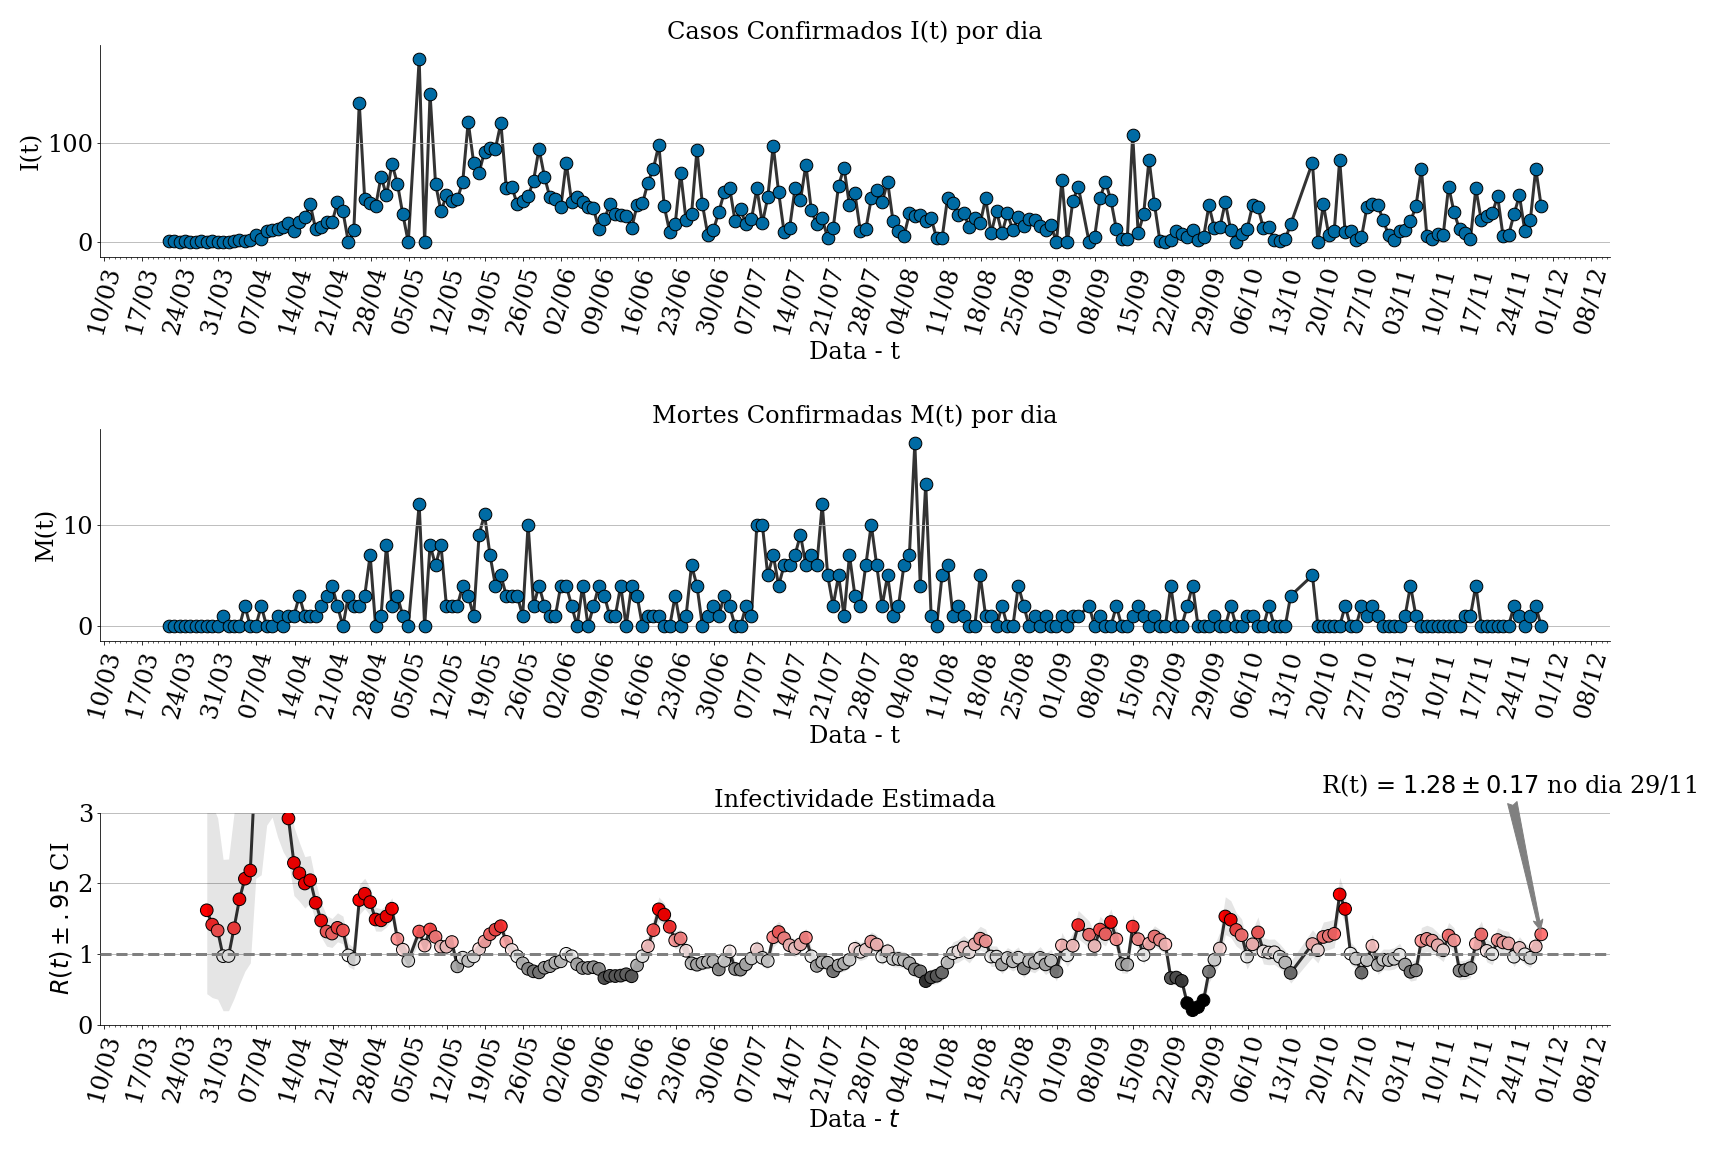 Casos Confirmados I(t) por dia
I(t)
100
0
10/03 17/03 24/03 31/03 07/04 14/04 21/04 28/04 05/05 12/05 19/05 26/05 02/06 09/06 16/06 23/06 30/06 07/07 14/07 21/07 28/07 04/08 11/08 18/08 25/08 01/09 08/09 15/09 22/09 29/09 06/10 13/10 20/10 27/10 03/11 10/11 17/11 24/11 01/12 08/12
Data - t
Mortes Confirmadas M(t) por dia
M(t)
10
0
10/03 17/03 24/03 31/03 07/04 14/04 21/04 28/04 05/05 12/05 19/05 26/05 02/06 09/06 16/06 23/06 30/06 07/07 14/07 21/07 28/07 04/08 11/08 18/08 25/08 01/09 08/09 15/09 22/09 29/09 06/10 13/10 20/10 27/10 03/11 10/11 17/11 24/11 01/12 08/12
Data - t
R(t) = 1.28 ± 0.17 no dia 29/11
Infectividade Estimada
R(t) ± .95 CI
3
2
1
0
10/03 17/03 24/03 31/03 07/04 14/04 21/04 28/04 05/05 12/05 19/05 26/05 02/06 09/06 16/06 23/06 30/06 07/07 14/07 21/07 28/07 04/08 11/08 18/08 25/08 01/09 08/09 15/09 22/09 29/09 06/10 13/10 20/10 27/10 03/11 10/11 17/11 24/11 01/12 08/12
Data - t